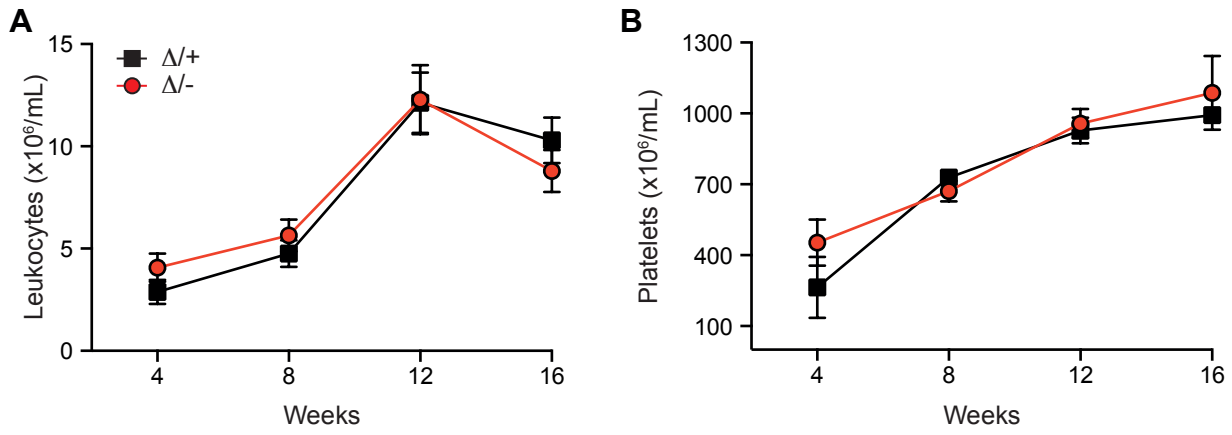 A
Leukocytes (x10⁶/mL)
15
10
5
0
Δ/+
Δ/-
4 8 12 16
Weeks
B
Platelets (x10⁶/mL)
1300
1000
700
400
100
4 8 12 16
Weeks